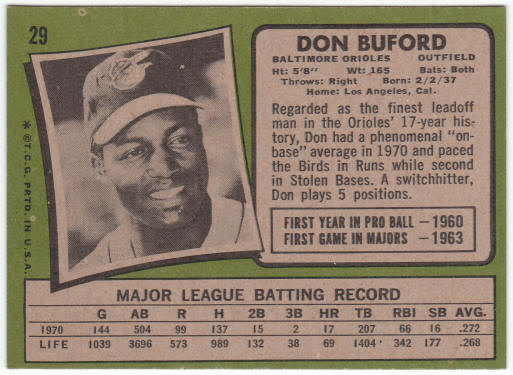 29
* ©T.C.G. PRTD. IN U.S.A.
DON BUFORD
BALTIMORE ORIOLES OUTFIELD
Ht: 5'8" Wt: 165 Bats: Both
Throws: Right Born: 2/2/37
Home: Los Angeles, Cal.
Regarded as the finest leadoff
man in the Orioles' 17-year his-
tory, Don had a phenomenal "on-
base" average in 1970 and paced
the Birds in Runs while second
in Stolen Bases. A switchhitter,
Don plays 5 positions.
FIRST YEAR IN PRO BALL — 1960
FIRST GAME IN MAJORS — 1963
MAJOR LEAGUE BATTING RECORD
G AB R H 2B 3B HR TB RBI SB AVG.
1970 144 504 99 137 15 2 17 207 66 16 .272
LIFE 1039 3696 573 989 132 38 69 1404 342 177 .268